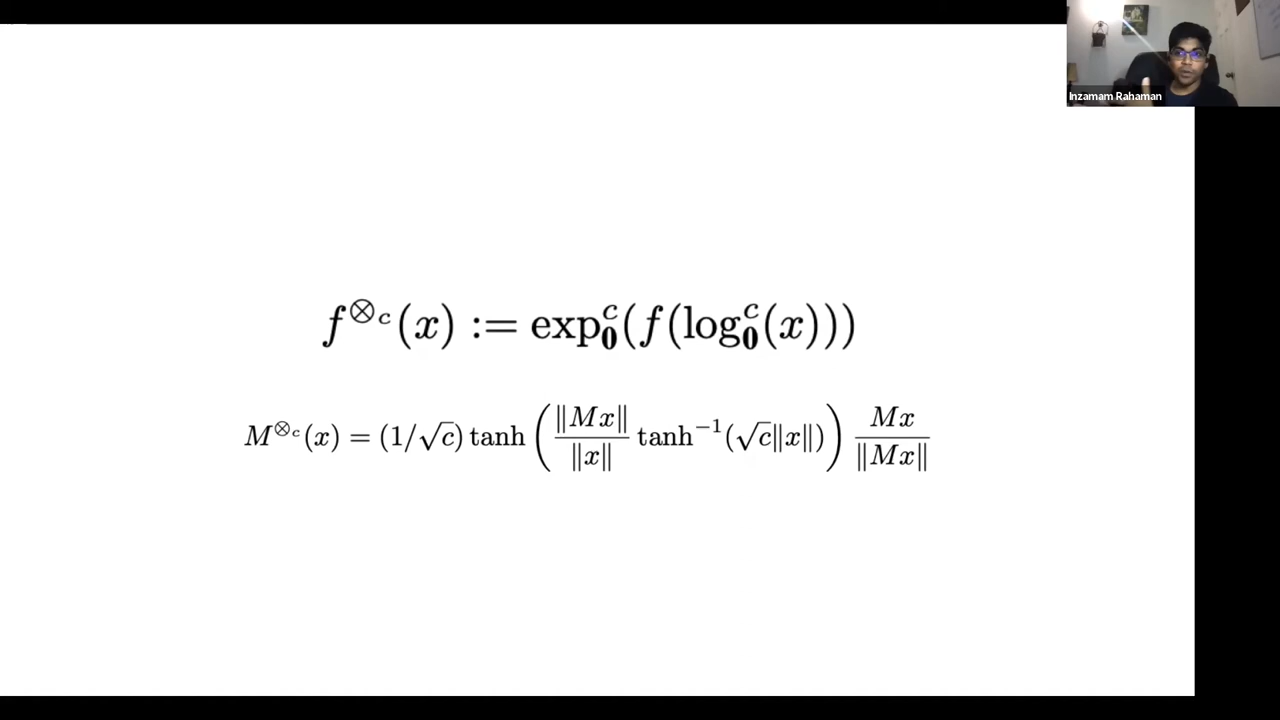 Inzamam Rahaman
f^{⊗_c}(x) := exp_0^c(f(log_0^c(x)))
M^{⊗_c}(x) = (1/√c) tanh (‖Mx‖/‖x‖ tanh^{-1}(√c‖x‖)) Mx/‖Mx‖